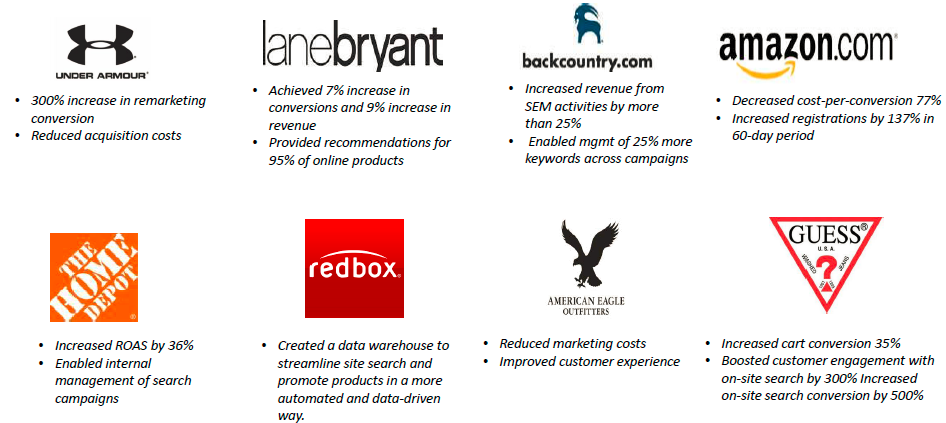 UNDER ARMOUR
• 300% increase in remarketing
conversion
• Reduced acquisition costs
lanebryant
• Achieved 7% increase in
conversions and 9% increase in
revenue
• Provided recommendations for
95% of online products
backcountry.com
• Increased revenue from
SEM activities by more
than 25%
• Enabled mgmt of 25% more
keywords across campaigns
amazon.com
• Decreased cost-per-conversion 77%
• Increased registrations by 137% in
60-day period
THE
HOME
DEPOT
• Increased ROAS by 36%
• Enabled internal
management of search
campaigns
redbox
• Created a data warehouse to
streamline site search and
promote products in a more
automated and data-driven
way.
AMERICAN EAGLE
OUTFITTERS
• Reduced marketing costs
• Improved customer experience
GUESS®
U.S.A.
WASHED
?
JEANS
• Increased cart conversion 35%
• Boosted customer engagement with
on-site search by 300% Increased
on-site search conversion by 500%